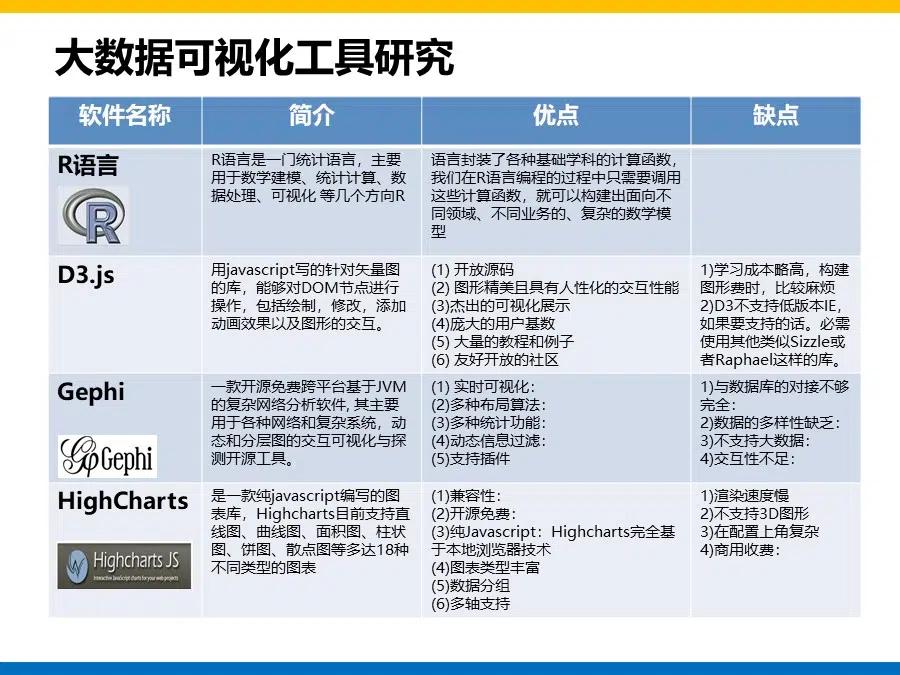 大数据可视化工具研究
软件名称
简介
优点
缺点
R语言
R
R语言是一门统计语言，主要
用于数学建模、统计计算、数
据处理、可视化 等几个方向R
语言封装了各种基础学科的计算函数，
我们在R语言编程的过程中只需要调用
这些计算函数，就可以构建出面向不
同领域、不同业务的、复杂的数学模
型
D3.js
用javascript写的针对矢量图
的库，能够对DOM节点进行
操作，包括绘制，修改，添加
动画效果以及图形的交互。
(1) 开放源码
(2) 图形精美且具有人性化的交互性能
(3)杰出的可视化展示
(4)庞大的用户基数
(5) 大量的教程和例子
(6) 友好开放的社区
1)学习成本略高，构建
图形费时，比较麻烦
2)D3不支持低版本IE，
如果要支持的话。必需
使用其他类似Sizzle或
者Raphael这样的库。
Gephi
Gephi
一款开源免费跨平台基于JVM
的复杂网络分析软件, 其主要
用于各种网络和复杂系统，动
态和分层图的交互可视化与探
测开源工具。
(1) 实时可视化：
(2)多种布局算法：
(3)多种统计功能：
(4)动态信息过滤：
(5)支持插件
1)与数据库的对接不够
完全：
2)数据的多样性缺乏：
3)不支持大数据：
4)交互性不足：
HighCharts
Highcharts JS
Interactive JavaScript charts for your web projects
是一款纯javascript编写的图
表库，Highcharts目前支持直
线图、曲线图、面积图、柱状
图、饼图、散点图等多达18种
不同类型的图表
(1)兼容性：
(2)开源免费：
(3)纯Javascript：Highcharts完全基
于本地浏览器技术
(4)图表类型丰富
(5)数据分组
(6)多轴支持
1)渲染速度慢
2)不支持3D图形
3)在配置上角复杂
4)商用收费：